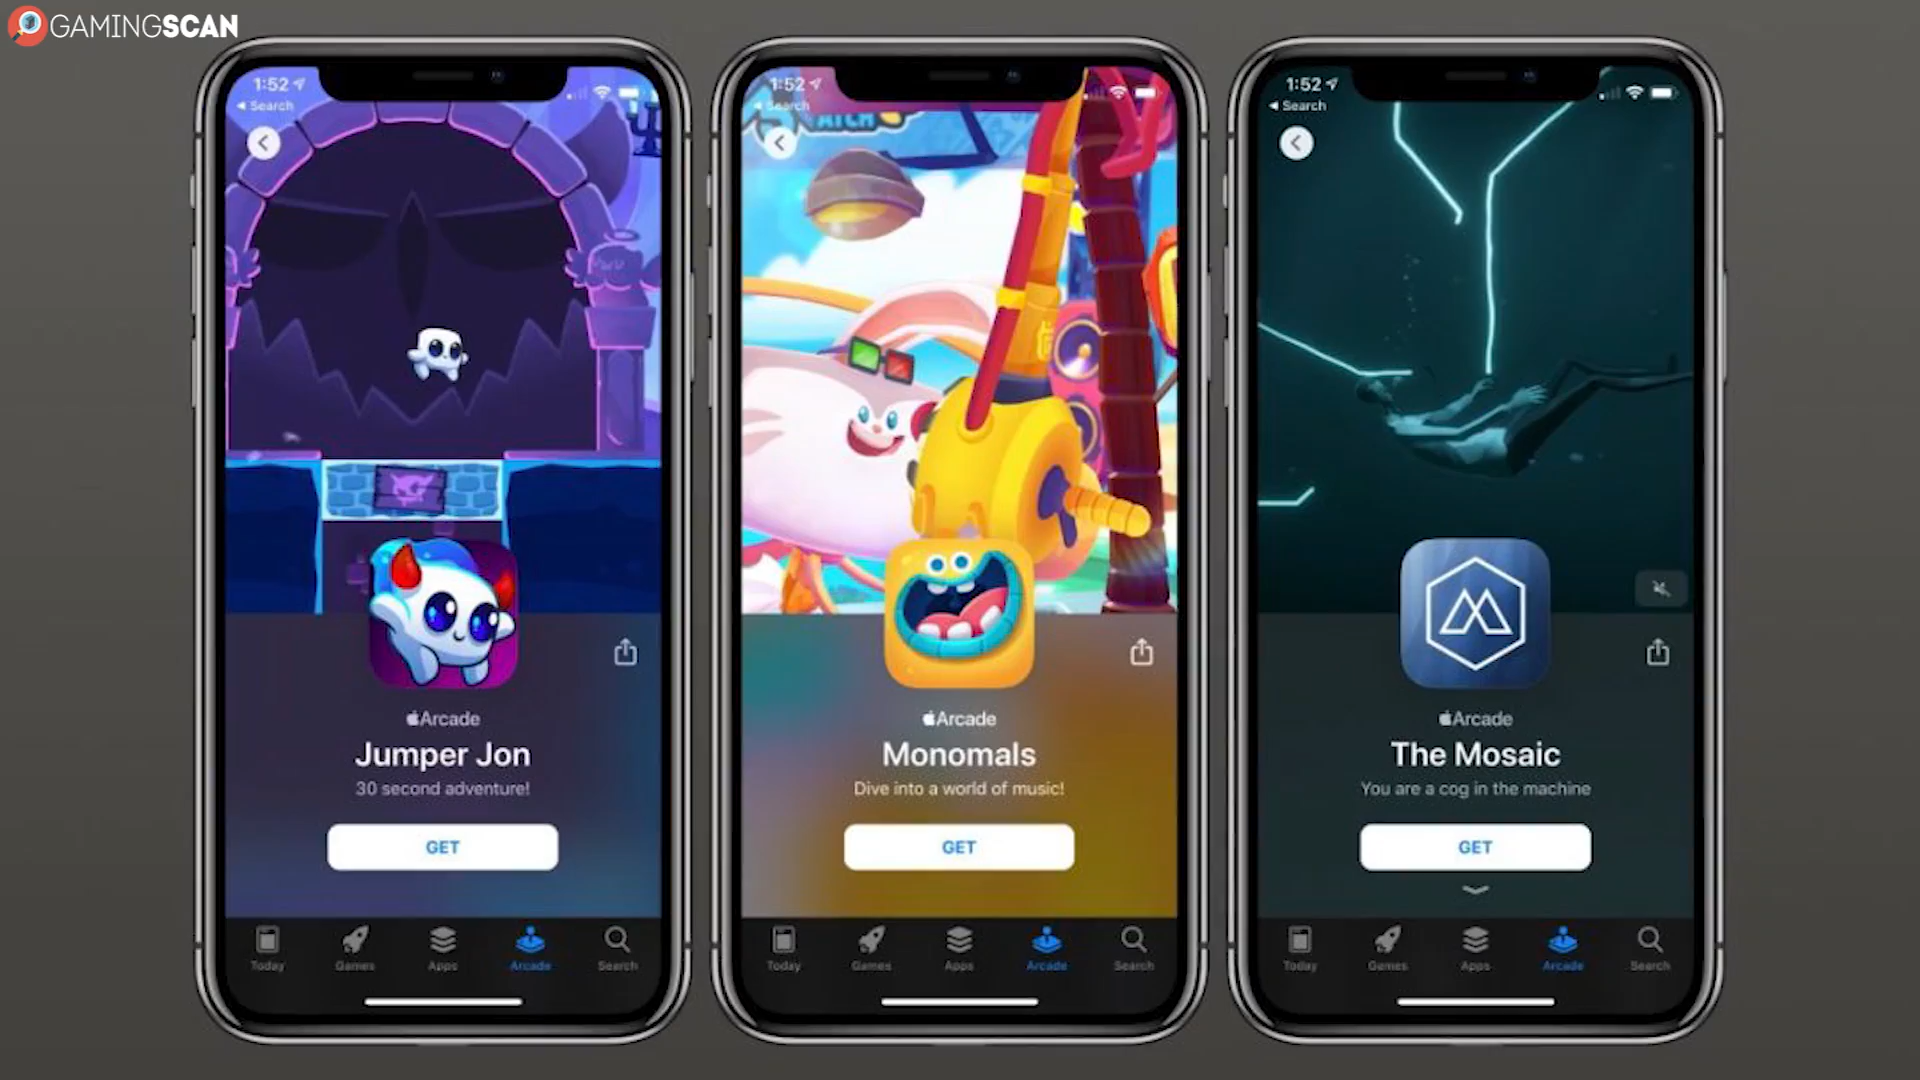 GAMINGSCAN
1:52
Search
Arcade
Jumper Jon
30 second adventure!
GET
Today
Games
Apps
Arcade
Search
1:52
Search
Arcade
Monomals
Dive into a world of music!
GET
Today
Games
Apps
Arcade
Search
1:52
Search
Arcade
The Mosaic
You are a cog in the machine
GET
Today
Games
Apps
Arcade
Search